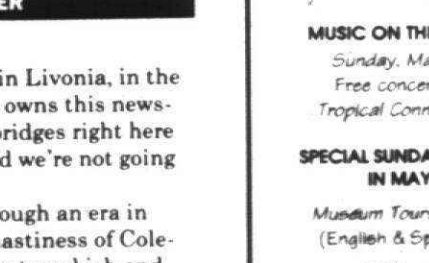 ER
in Livonia, in the
owns this news-
bridges right here
d we're not going
ough an era in
astiness of Cole-
MUSIC ON TH
Sunday, Ma
Free concer
Tropical Conn
SPECIAL SUNDA
IN MAY
Museum Tour
(English & Sp